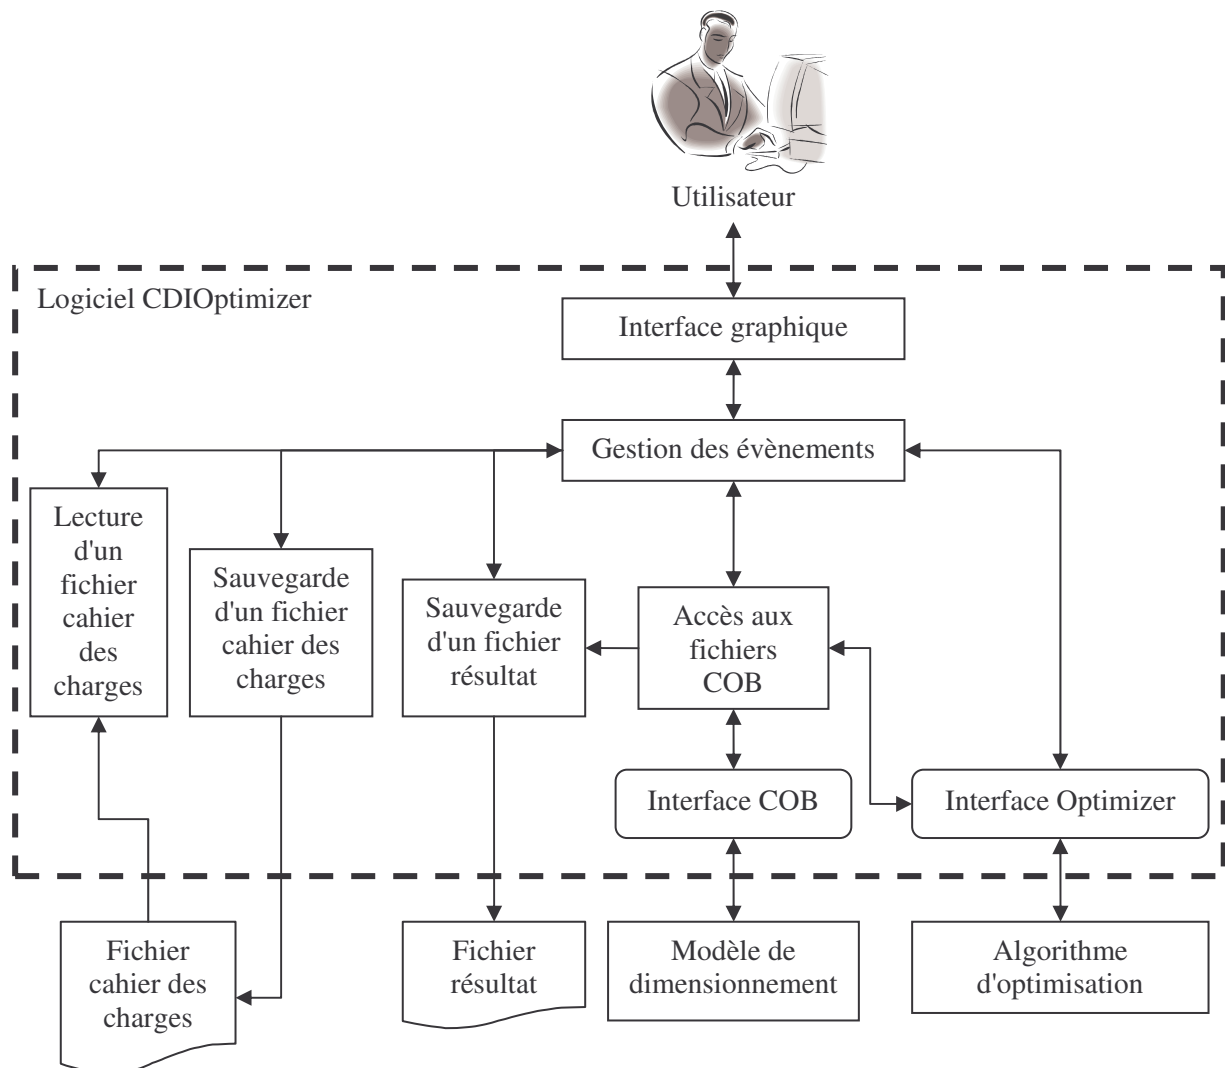 Utilisateur
Logiciel CDIOptimizer
Interface graphique
Gestion des évènements
Lecture
d'un
fichier
cahier
des
charges
Sauvegarde
d'un fichier
cahier des
charges
Sauvegarde
d'un fichier
résultat
Accès aux
fichiers
COB
Interface COB
Interface Optimizer
Fichier
cahier des
charges
Fichier
résultat
Modèle de
dimensionnement
Algorithme
d'optimisation